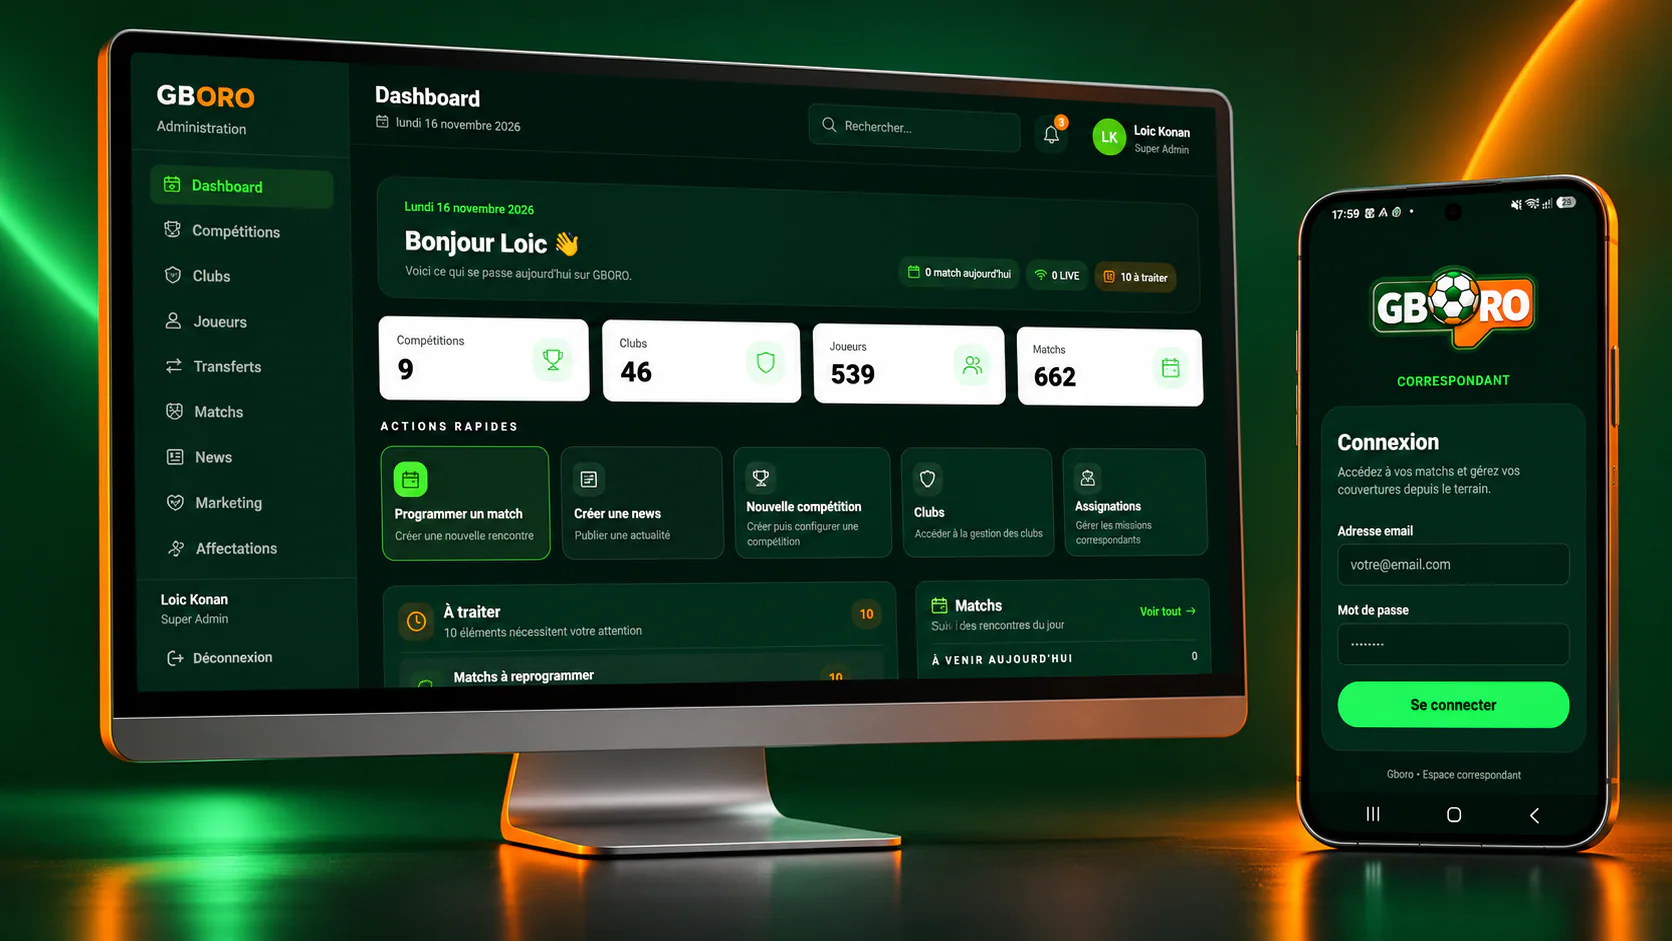 GBORO
Administration
Dashboard
Compétitions
Clubs
Joueurs
Transferts
Matchs
News
Marketing
Affectations
Loic Konan
Super Admin
Déconnexion
Dashboard
lundi 16 novembre 2026
Rechercher...
3
LK
Loic Konan
Super Admin
Lundi 16 novembre 2026
Bonjour Loic 👋
Voici ce qui se passe aujourd'hui sur GBORO.
0 match aujourd'hui
0 LIVE
10 à traiter
Compétitions
9
Clubs
46
Joueurs
539
Matchs
662
ACTIONS RAPIDES
Programmer un match
Créer une nouvelle rencontre
Créer une news
Publier une actualité
Nouvelle compétition
Créer puis configurer une
compétition
Clubs
Accéder à la gestion des clubs
Assignations
Gérer les missions
correspondants
À traiter
10 éléments nécessitent votre attention
10
Matchs à reprogrammer
10
Matchs
des rencontres du jour
Voir tout →
À VENIR AUJOURD'HUI
0
17:59
29
GBORO
CORRESPONDANT
Connexion
Accédez à vos matchs et gérez vos
couvertures depuis le terrain.
Adresse email
votre@email.com
Mot de passe
........
Se connecter
Gboro • Espace correspondant